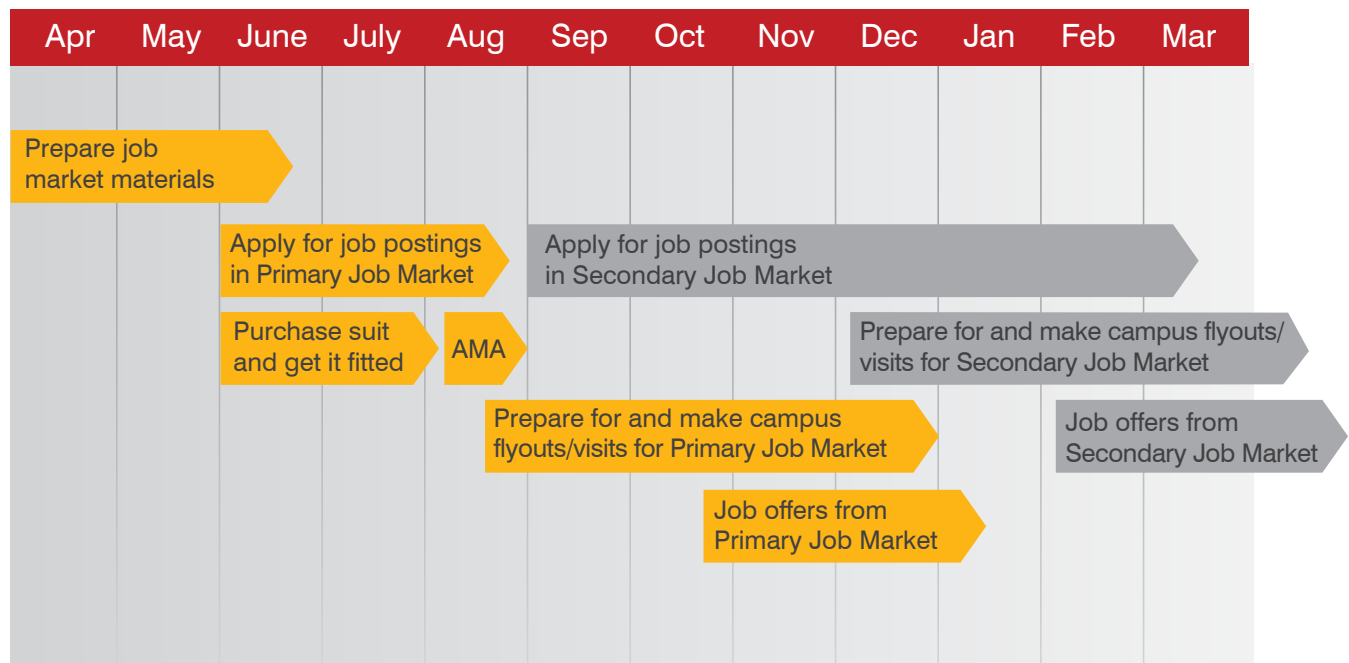 Apr May June July Aug Sep Oct Nov Dec Jan Feb Mar
Prepare job
market materials
Apply for job postings
in Primary Job Market
Apply for job postings
in Secondary Job Market
Purchase suit
and get it fitted
AMA
Prepare for and make campus flyouts/
visits for Secondary Job Market
Prepare for and make campus
flyouts/visits for Primary Job Market
Job offers from
Secondary Job Market
Job offers from
Primary Job Market